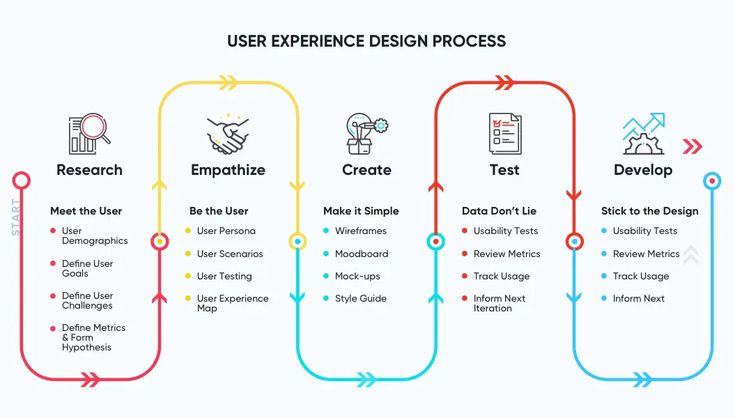 USER EXPERIENCE DESIGN PROCESS
START
Research
Meet the User
User
Demographics
Define User
Goals
Define User
Challenges
Define Metrics
& Form
Hypothesis
Empathize
Be the User
User Persona
User Scenarios
User Testing
User Experience
Map
Create
Make it Simple
Wireframes
Moodboard
Mock-ups
Style Guide
Test
Data Don't Lie
Usability Tests
Review Metrics
Track Usage
Inform Next
Iteration
Develop
Stick to the Design
Usability Tests
Review Metrics
Track Usage
Inform Next